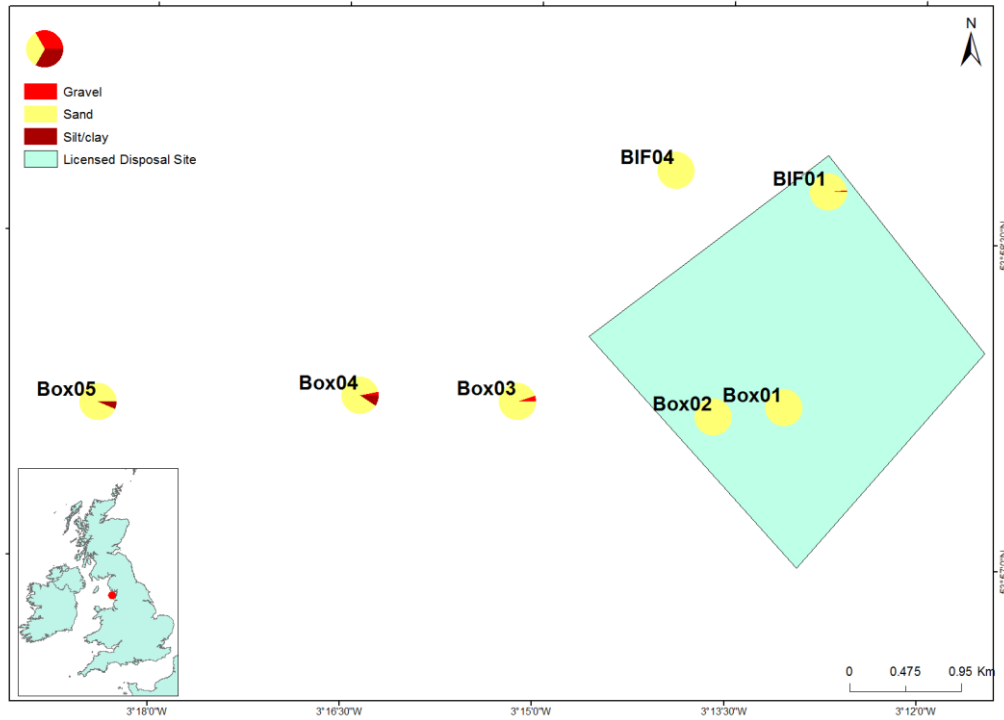 N
Gravel
Sand
Silt/clay
Licensed Disposal Site
BIF04
BIF01
Box05
Box04
Box03
Box02
Box01
0 0.475 0.95 Km
3°18'0"W 3°16'30"W 3°15'0"W 3°13'30"W 3°12'0"W